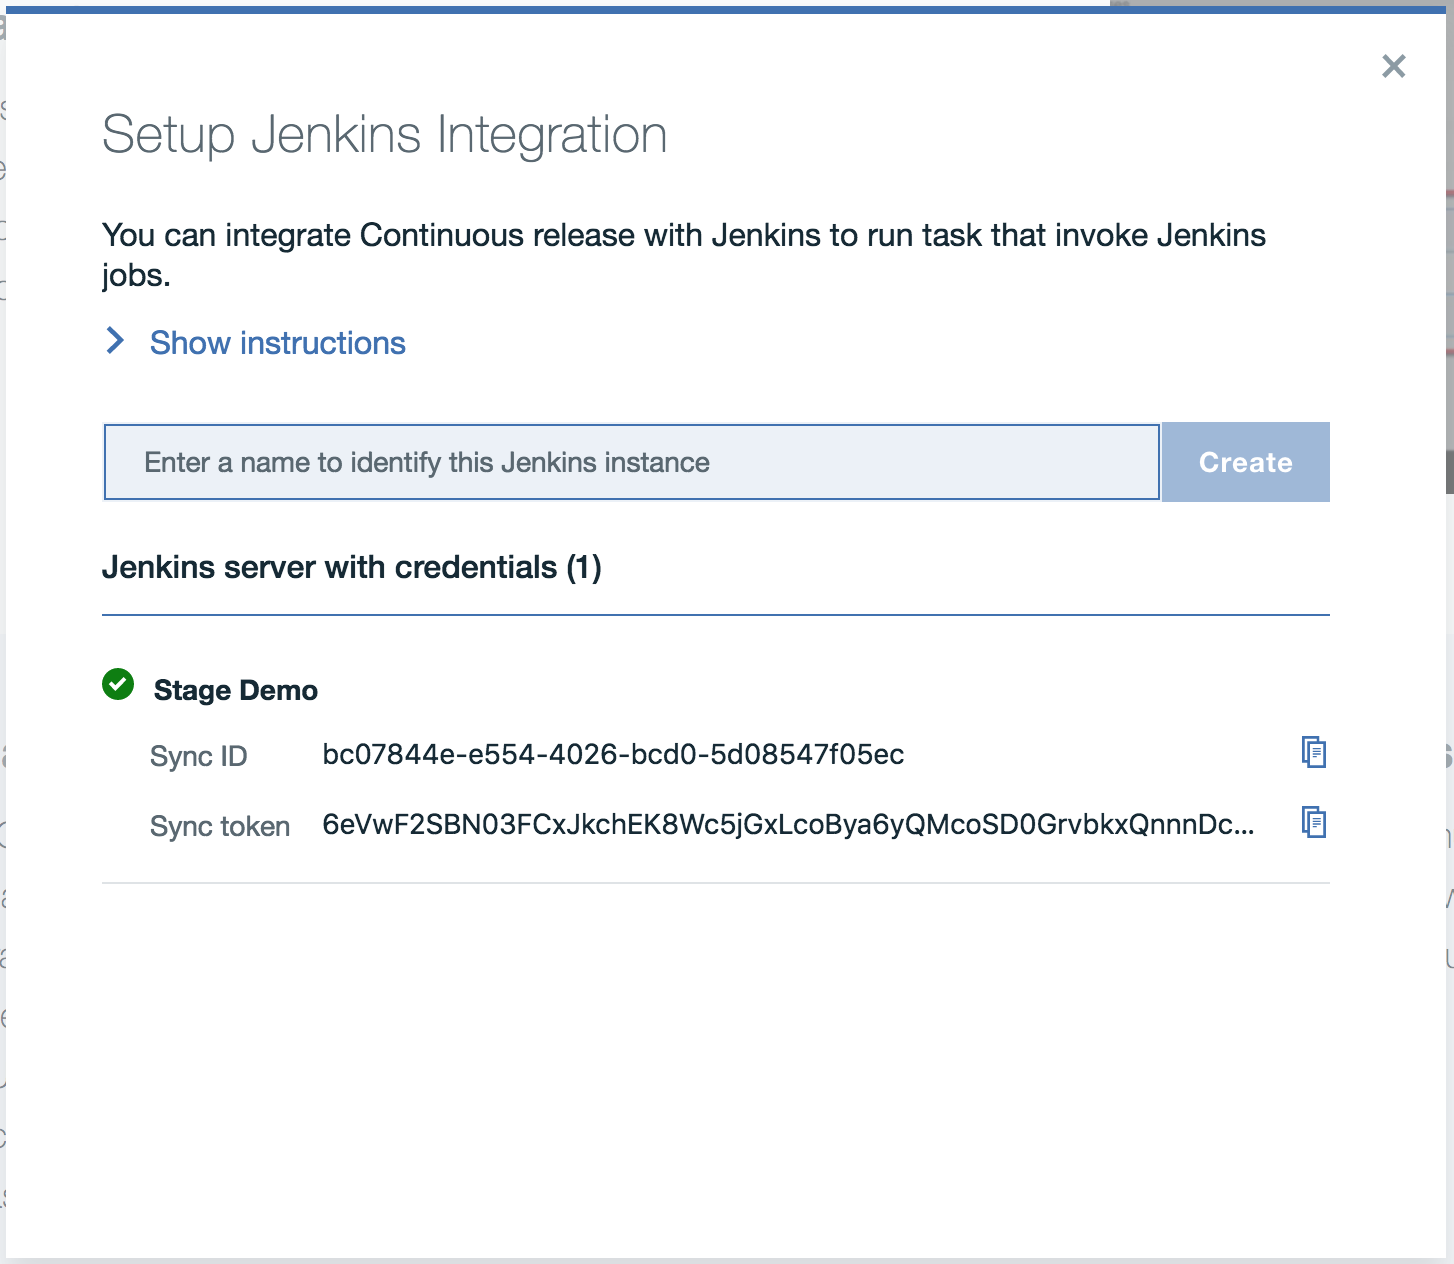 Setup Jenkins Integration
You can integrate Continuous release with Jenkins to run task that invoke Jenkins
jobs.
Show instructions
Enter a name to identify this Jenkins instance
Create
Jenkins server with credentials (1)
Stage Demo
Sync ID bc07844e-e554-4026-bcd0-5d08547f05ec
Sync token 6eVwF2SBN03FCxJkchEK8Wc5jGxLcoBya6yQMcoSD0GrvbkxQnnnDc...